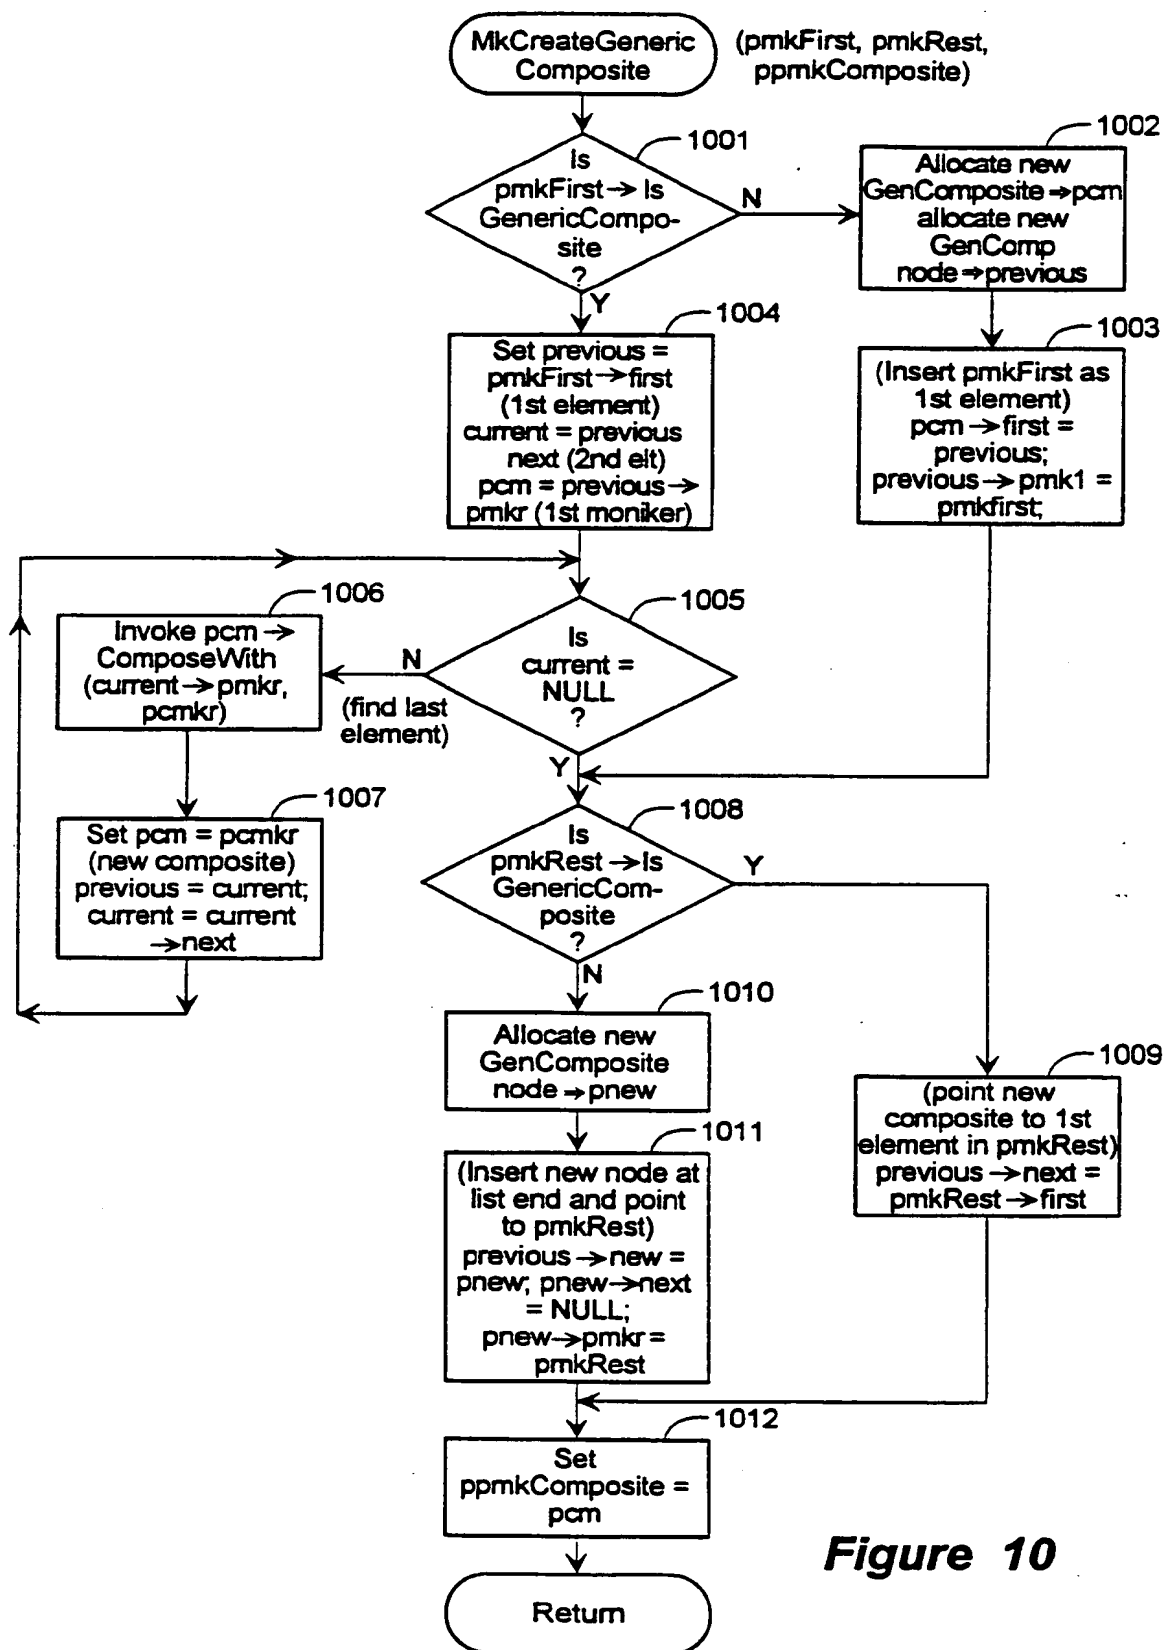 MkCreateGeneric
Composite
(pmkFirst, pmkRest,
ppmkComposite)
1001
Is
pmkFirst→ Is
GenericCompo-
site
?
N
Y
1002
Allocate new
GenComposite→pcm
allocate new
GenComp
node→previous
1003
(Insert pmkFirst as
1st element)
pcm→first =
previous;
previous→pmk1 =
pmkfirst;
1004
Set previous =
pmkFirst→first
(1st element)
current = previous
next (2nd elt)
pcm = previous→
pmkr (1st moniker)
1005
Is
current =
NULL
?
N
(find last
element)
Y
1006
Invoke pcm→
ComposeWith
(current→pmkr,
pcmkr)
1007
Set pcm = pcmkr
(new composite)
previous = current;
current = current
→next
1008
Is
pmkRest→Is
GenericCom-
posite
?
Y
N
1009
(point new
composite to 1st
element in pmkRest)
previous→next =
pmkRest→first
1010
Allocate new
GenComposite
node→pnew
1011
(Insert new node at
list end and point
to pmkRest)
previous→new =
pnew; pnew→next
= NULL;
pnew→pmkr =
pmkRest
1012
Set
ppmkComposite =
pcm
Return
Figure 10